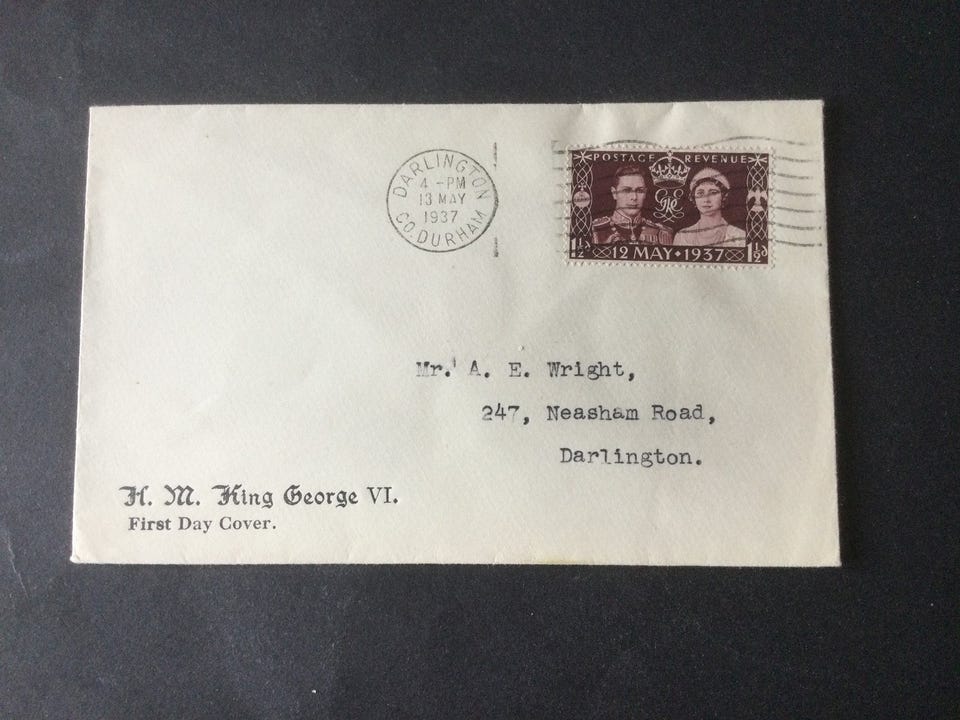 DARLINGTON
4 -PM
13 MAY
1937
CO. DURHAM
POSTAGE REVENUE
1½ᵈ 12 MAY • 1937 1½ᵈ
Mr. A. E. Wright,
247, Neasham Road,
Darlington.
H. M. King George VI.
First Day Cover.